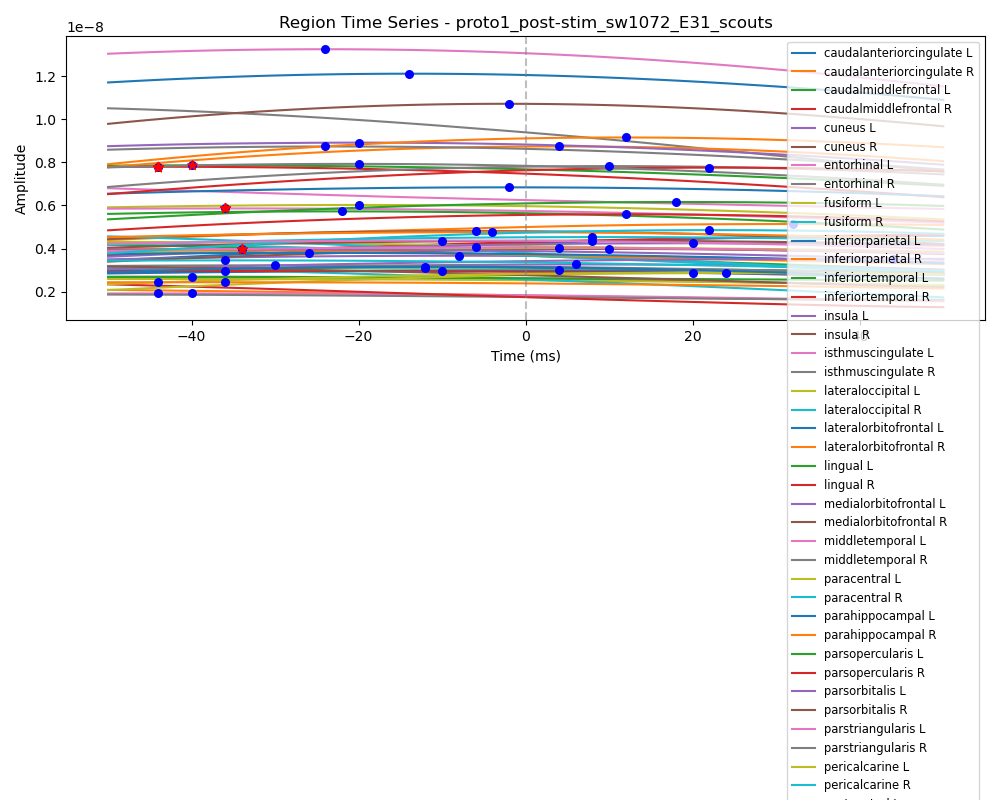 Region Time Series - proto1_post-stim_sw1072_E31_scouts
1e−8
1.2
1.0
0.8
0.6
0.4
0.2
Amplitude
−40
−20
0
20
Time (ms)
caudalanteriorcingulate L
caudalanteriorcingulate R
caudalmiddlefrontal L
caudalmiddlefrontal R
cuneus L
cuneus R
entorhinal L
entorhinal R
fusiform L
fusiform R
inferiorparietal L
inferiorparietal R
inferiortemporal L
inferiortemporal R
insula L
insula R
isthmuscingulate L
isthmuscingulate R
lateraloccipital L
lateraloccipital R
lateralorbitofrontal L
lateralorbitofrontal R
lingual L
lingual R
medialorbitofrontal L
medialorbitofrontal R
middletemporal L
middletemporal R
paracentral L
paracentral R
parahippocampal L
parahippocampal R
parsopercularis L
parsopercularis R
parsorbitalis L
parsorbitalis R
parstriangularis L
parstriangularis R
pericalcarine L
pericalcarine R